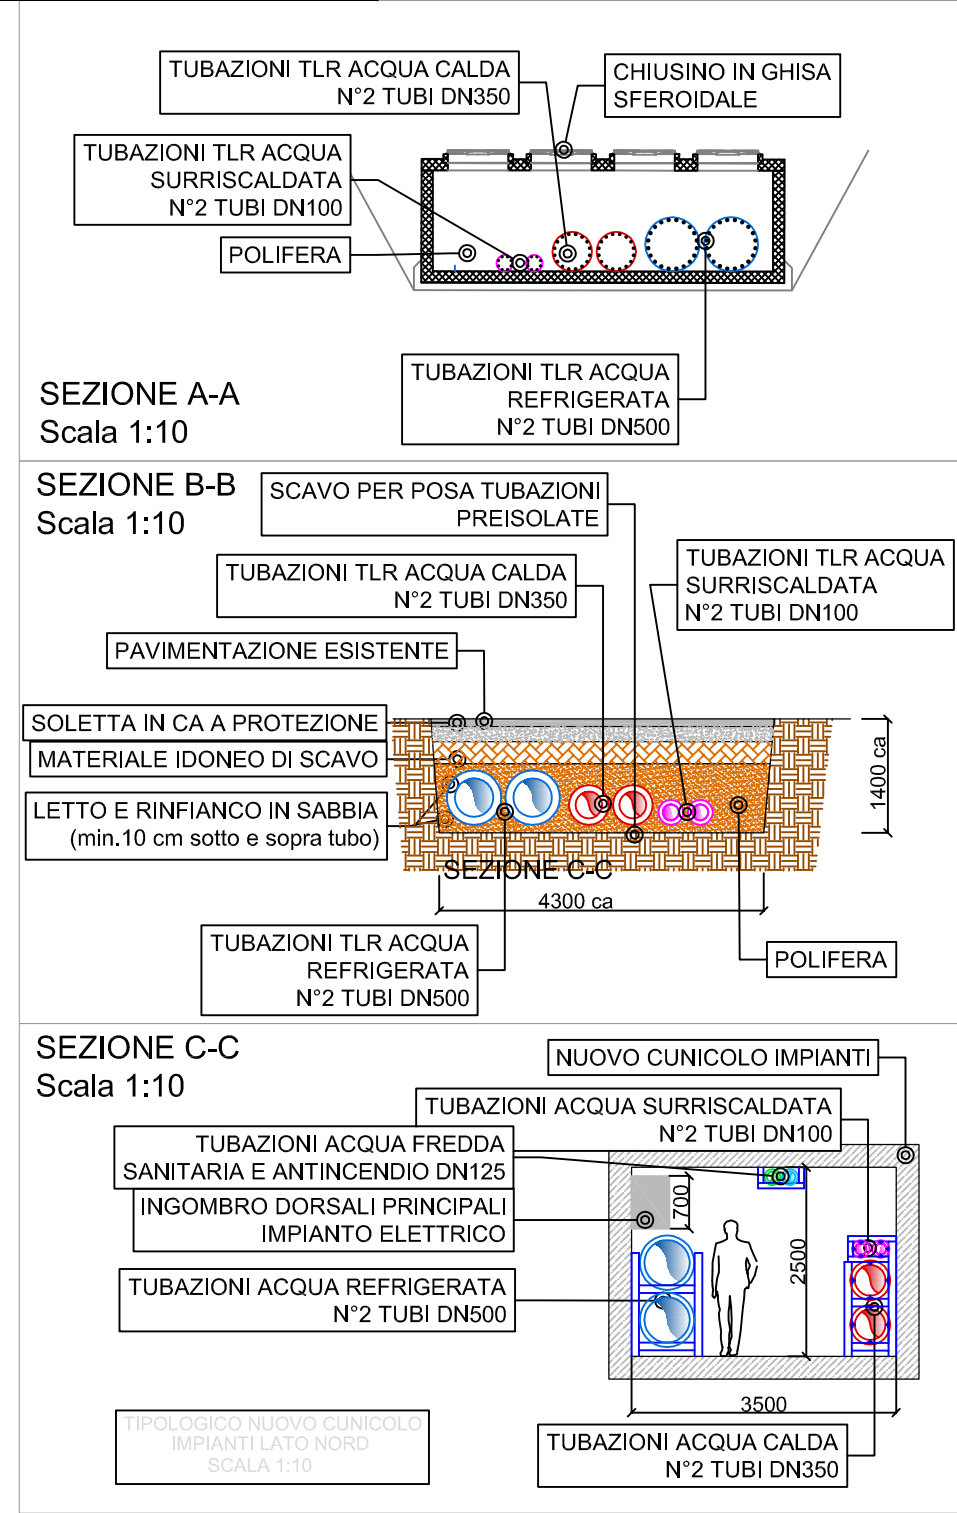 TUBAZIONI TLR ACQUA CALDA
N°2 TUBI DN350
CHIUSINO IN GHISA
SFEROIDALE
TUBAZIONI TLR ACQUA
SURRISCALDATA
N°2 TUBI DN100
POLIFERA
TUBAZIONI TLR ACQUA
REFRIGERATA
N°2 TUBI DN500
SEZIONE A-A
Scala 1:10
SEZIONE B-B
Scala 1:10
SCAVO PER POSA TUBAZIONI
PREISOLATE
TUBAZIONI TLR ACQUA CALDA
N°2 TUBI DN350
TUBAZIONI TLR ACQUA
SURRISCALDATA
N°2 TUBI DN100
PAVIMENTAZIONE ESISTENTE
SOLETTA IN CA A PROTEZIONE
MATERIALE IDONEO DI SCAVO
LETTO E RINFIANCO IN SABBIA
(min.10 cm sotto e sopra tubo)
1400 ca
SEZIONE C-C
4300 ca
TUBAZIONI TLR ACQUA
REFRIGERATA
N°2 TUBI DN500
POLIFERA
SEZIONE C-C
Scala 1:10
NUOVO CUNICOLO IMPIANTI
TUBAZIONI ACQUA SURRISCALDATA
N°2 TUBI DN100
TUBAZIONI ACQUA FREDDA
SANITARIA E ANTINCENDIO DN125
INGOMBRO DORSALI PRINCIPALI
IMPIANTO ELETTRICO
TUBAZIONI ACQUA REFRIGERATA
N°2 TUBI DN500
700
2500
3500
TUBAZIONI ACQUA CALDA
N°2 TUBI DN350
TIPOLOGICO NUOVO CUNICOLO
IMPIANTI LATO NORD
SCALA 1:10